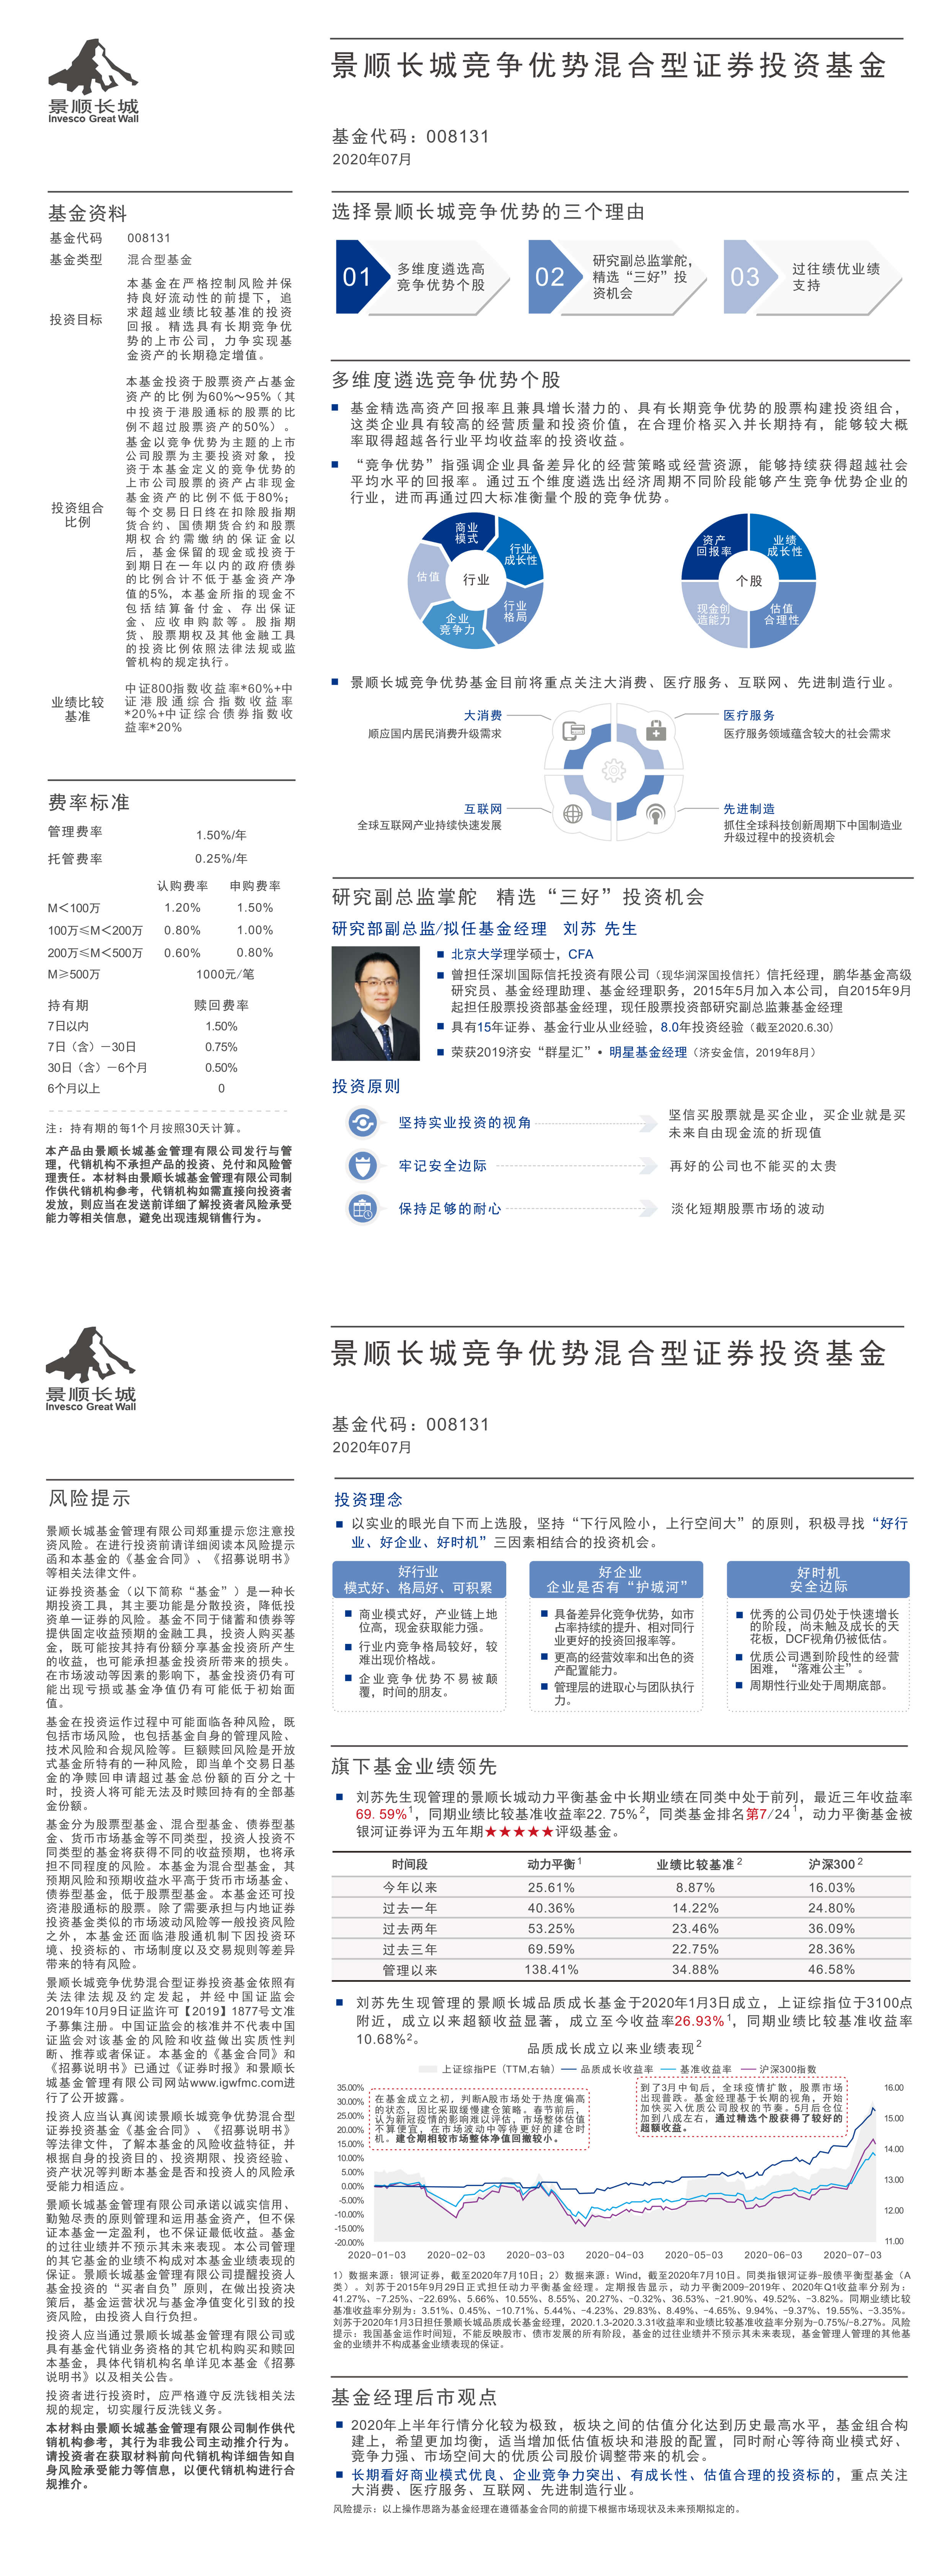 景顺长城
Invesco Great Wall
景顺长城竞争优势混合型证券投资基金
基金代码：008131
2020年07月
基金资料
基金代码 008131
基金类型 混合型基金
投资目标
本基金在严格控制风险并保
持良好流动性的前提下，追
求超越业绩比较基准的投资
回报。精选具有长期竞争优
势的上市公司，力争实现基
金资产的长期稳定增值。
投资组合
比例
本基金投资于股票资产占基金
资产的比例为60%～95%（其
中投资于港股通标的股票的比
例不超过股票资产的50%）。
基金以竞争优势为主题的上市
公司股票为主要投资对象，投
资于本基金定义的竞争优势的
上市公司股票的资产占非现金
基金资产的比例不低于80%；
每个交易日日终在扣除股指期
货合约、国债期货合约和股票
期权合约需缴纳的保证金以
后，基金保留的现金或投资于
到期日在一年以内的政府债券
的比例合计不低于基金资产净
值的5%，本基金所指的现金不
包括结算备付金、存出保证
金、应收申购款等。股指期
货、股票期权及其他金融工具
的投资比例依照法律法规或监
管机构的规定执行。
业绩比较
基准
中证800指数收益率*60%+中
证港股通综合指数收益率
*20%+中证综合债券指数收
益率*20%
费率标准
管理费率 1.50%/年
托管费率 0.25%/年
认购费率 申购费率
M＜100万 1.20% 1.50%
100万≤M＜200万 0.80% 1.00%
200万≤M＜500万 0.60% 0.80%
M≥500万 1000元/笔
持有期 赎回费率
7日以内 1.50%
7日（含）－30日 0.75%
30日（含）－6个月 0.50%
6个月以上 0
注：持有期的每1个月按照30天计算。
本产品由景顺长城基金管理有限公司发行与管
理，代销机构不承担产品的投资、兑付和风险管
理责任。本材料由景顺长城基金管理有限公司制
作供代销机构参考，代销机构如需直接向投资者
发放，则应当在发送前详细了解投资者风险承受
能力等相关信息，避免出现违规销售行为。
选择景顺长城竞争优势的三个理由
01
多维度遴选高
竞争优势个股
02
研究副总监掌舵，
精选“三好”投
资机会
03
过往绩优业绩
支持
多维度遴选竞争优势个股
基金精选高资产回报率且兼具增长潜力的、具有长期竞争优势的股票构建投资组合，
这类企业具有较高的经营质量和投资价值，在合理价格买入并长期持有，能够较大概
率取得超越各行业平均收益率的投资收益。
“竞争优势”指强调企业具备差异化的经营策略或经营资源，能够持续获得超越社会
平均水平的回报率。通过五个维度遴选出经济周期不同阶段能够产生竞争优势企业的
行业，进而再通过四大标准衡量个股的竞争优势。
商业
模式
行业
成长性
估值
行业
企业
竞争力
行业
格局
资产
回报率
业绩
成长性
个股
现金创
造能力
估值
合理性
景顺长城竞争优势基金目前将重点关注大消费、医疗服务、互联网、先进制造行业。
大消费
顺应国内居民消费升级需求
医疗服务
医疗服务领域蕴含较大的社会需求
互联网
全球互联网产业持续快速发展
先进制造
抓住全球科技创新周期下中国制造业
升级过程中的投资机会
研究副总监掌舵 精选“三好”投资机会
研究部副总监/拟任基金经理 刘苏 先生
北京大学理学硕士，CFA
曾担任深圳国际信托投资有限公司（现华润深国投信托）信托经理，鹏华基金高级
研究员、基金经理助理、基金经理职务，2015年5月加入本公司，自2015年9月
起担任股票投资部基金经理，现任股票投资部研究副总监兼基金经理
具有15年证券、基金行业从业经验，8.0年投资经验（截至2020.6.30）
荣获2019济安“群星汇”• 明星基金经理（济安金信，2019年8月）
投资原则
坚持实业投资的视角
坚信买股票就是买企业，买企业就是买
未来自由现金流的折现值
牢记安全边际
再好的公司也不能买的太贵
保持足够的耐心
淡化短期股票市场的波动
景顺长城
Invesco Great Wall
景顺长城竞争优势混合型证券投资基金
基金代码：008131
2020年07月
风险提示
景顺长城基金管理有限公司郑重提示您注意投
资风险。在进行投资前请详细阅读本风险提示
函和本基金的《基金合同》、《招募说明书》
等相关法律文件。
证券投资基金（以下简称“基金”）是一种长
期投资工具，其主要功能是分散投资，降低投
资单一证券的风险。基金不同于储蓄和债券等
提供固定收益预期的金融工具，投资人购买基
金，既可能按其持有份额分享基金投资所产生
的收益，也可能承担基金投资所带来的损失。
在市场波动等因素的影响下，基金投资仍有可
能出现亏损或基金净值仍有可能低于初始面
值。
基金在投资运作过程中可能面临各种风险，既
包括市场风险，也包括基金自身的管理风险、
技术风险和合规风险等。巨额赎回风险是开放
式基金所特有的一种风险，即当单个交易日基
金的净赎回申请超过基金总份额的百分之十
时，投资人将可能无法及时赎回持有的全部基
金份额。
基金分为股票型基金、混合型基金、债券型基
金、货币市场基金等不同类型，投资人投资不
同类型的基金将获得不同的收益预期，也将承
担不同程度的风险。本基金为混合型基金，其
预期风险和预期收益水平高于货币市场基金、
债券型基金，低于股票型基金。本基金还可投
资港股通标的股票。除了需要承担与内地证券
投资基金类似的市场波动风险等一般投资风险
之外，本基金还面临港股通机制下因投资环
境、投资标的、市场制度以及交易规则等差异
带来的特有风险。
景顺长城竞争优势混合型证券投资基金依照有
关法律法规及约定发起，并经中国证监会
2019年10月9日证监许可【2019】1877号文准
予募集注册。中国证监会的核准并不代表中国
证监会对该基金的风险和收益做出实质性判
断、推荐或者保证。本基金的《基金合同》和
《招募说明书》已通过《证券时报》和景顺长
城基金管理有限公司网站www.igwfmc.com进
行了公开披露。
投资人应当认真阅读景顺长城竞争优势混合型
证券投资基金《基金合同》、《招募说明书》
等法律文件，了解本基金的风险收益特征，并
根据自身的投资目的、投资期限、投资经验、
资产状况等判断本基金是否和投资人的风险承
受能力相适应。
景顺长城基金管理有限公司承诺以诚实信用、
勤勉尽责的原则管理和运用基金资产，但不保
证本基金一定盈利，也不保证最低收益。基金
的过往业绩并不预示其未来表现。本公司管理
的其它基金的业绩不构成对本基金业绩表现的
保证。景顺长城基金管理有限公司提醒投资人
基金投资的“买者自负”原则，在做出投资决
策后，基金运营状况与基金净值变化引致的投
资风险，由投资人自行负担。
投资人应当通过景顺长城基金管理有限公司或
具有基金代销业务资格的其它机构购买和赎回
本基金，具体代销机构名单详见本基金《招募
说明书》以及相关公告。
投资者进行投资时，应严格遵守反洗钱相关法
规的规定，切实履行反洗钱义务。
本材料由景顺长城基金管理有限公司制作供代
销机构参考，其行为非我公司主动推介行为。
请投资者在获取材料前向代销机构详细告知自
身风险承受能力等信息，以便代销机构进行合
规推介。
投资理念
以实业的眼光自下而上选股，坚持“下行风险小，上行空间大”的原则，积极寻找“好行
业、好企业、好时机”三因素相结合的投资机会。
好行业
模式好、格局好、可积累
商业模式好，产业链上地
位高，现金获取能力强。
行业内竞争格局较好，较
难出现价格战。
企业竞争优势不易被颠
覆，时间的朋友。
好企业
企业是否有“护城河”
具备差异化竞争优势，如市
占率持续的提升、相对同行
业更好的投资回报率等。
更高的经营效率和出色的资
产配置能力。
管理层的进取心与团队执行
力。
好时机
安全边际
优秀的公司仍处于快速增长
的阶段，尚未触及成长的天
花板，DCF视角仍被低估。
优质公司遇到阶段性的经营
困难，“落难公主”。
周期性行业处于周期底部。
旗下基金业绩领先
刘苏先生现管理的景顺长城动力平衡基金中长期业绩在同类中处于前列，最近三年收益率
69.59%1，同期业绩比较基准收益率22.75%2，同类基金排名第7/241，动力平衡基金被
银河证券评为五年期★★★★★评级基金。
时间段 动力平衡1 业绩比较基准2 沪深3002
今年以来 25.61% 8.87% 16.03%
过去一年 40.36% 14.22% 24.80%
过去两年 53.25% 23.46% 36.09%
过去三年 69.59% 22.75% 28.36%
管理以来 138.41% 34.88% 46.58%
刘苏先生现管理的景顺长城品质成长基金于2020年1月3日成立，上证综指位于3100点
附近，成立以来超额收益显著，成立至今收益率26.93%1，同期业绩比较基准收益率
10.68%2。
品质成长成立以来业绩表现2
上证综指PE（TTM,右轴） 品质成长收益率 基准收益率 沪深300指数
在基金成立之初，判断A股市场处于热度偏高
的状态，因此采取缓慢建仓策略。春节前后，
认为新冠疫情的影响难以评估，市场整体估值
不算便宜，在市场波动中等待更好的建仓时
机。建仓期相较市场整体净值回撤较小。
到了3月中旬后，全球疫情扩散，股票市场
出现普跌。基金经理基于长期的视角，开始
加快买入优质公司股权的节奏。5月后仓位
加到八成左右，通过精选个股获得了较好的
超额收益。
35.00%
30.00%
25.00%
20.00%
15.00%
10.00%
5.00%
0.00%
-5.00%
-10.00%
-15.00%
-20.00%
16.00
15.00
14.00
13.00
12.00
11.00
2020-01-03 2020-02-03 2020-03-03 2020-04-03 2020-05-03 2020-06-03 2020-07-03
1）数据来源：银河证券，截至2020年7月10日；2）数据来源：Wind，截至2020年7月10日。同类指银河证券-股债平衡型基金（A
类）。刘苏于2015年9月29日正式担任动力平衡基金经理。定期报告显示，动力平衡2009-2019年、2020年Q1收益率分别为：
41.27%、-7.25%、-22.69%、5.66%、10.55%、8.55%、20.27%、-0.32%、36.53%、-21.90%、49.52%、-3.82%。同期业绩比较
基准收益率分别为：3.51%、0.45%、-10.71%、5.44%、-4.23%、29.83%、8.49%、-4.65%、9.94%、-9.37%、19.55%、-3.35%。
刘苏于2020年1月3日担任景顺长城品质成长基金经理，2020.1.3-2020.3.31收益率和业绩比较基准收益率分别为-0.75%/-8.27%。风险
提示：我国基金运作时间短，不能反映股市、债市发展的所有阶段，基金的过往业绩并不预示其未来表现，基金管理人管理的其他基
金的业绩并不构成基金业绩表现的保证。
基金经理后市观点
2020年上半年行情分化较为极致，板块之间的估值分化达到历史最高水平，基金组合构
建上，希望更加均衡，适当增加低估值板块和港股的配置，同时耐心等待商业模式好、
竞争力强、市场空间大的优质公司股价调整带来的机会。
长期看好商业模式优良、企业竞争力突出、有成长性、估值合理的投资标的，重点关注
大消费、医疗服务、互联网、先进制造行业。
风险提示：以上操作思路为基金经理在遵循基金合同的前提下根据市场现状及未来预期拟定的。